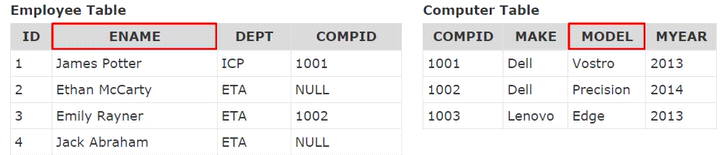 Employee Table
ID ENAME DEPT COMPID
1 James Potter ICP 1001
2 Ethan McCarty ETA NULL
3 Emily Rayner ETA 1002
4 Jack Abraham ETA NULL
Computer Table
COMPID MAKE MODEL MYEAR
1001 Dell Vostro 2013
1002 Dell Precision 2014
1003 Lenovo Edge 2013